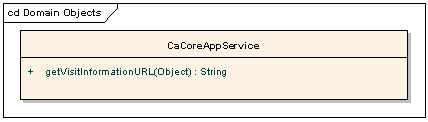 cd Domain Objects
CaCoreAppService
+ getVisitInformationURL(Object) : String